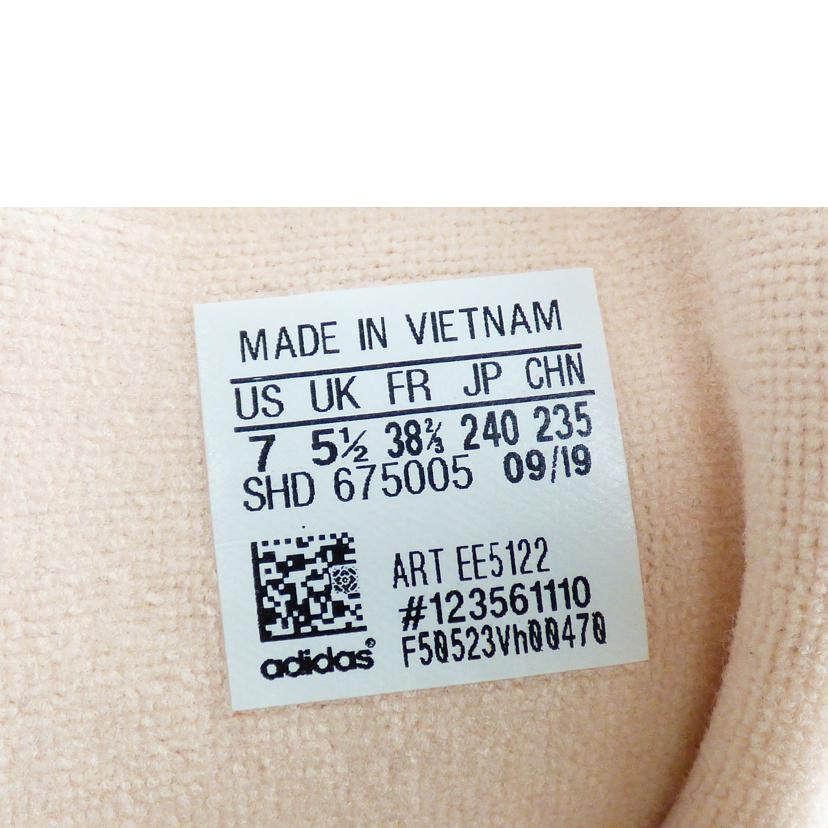 MADE IN VIETNAM
US UK FR JP CHN
7 5½ 38⅔ 240 235
SHD 675005 09/19
ART EE5122
#123561110
F50523Vh00470
adidas®